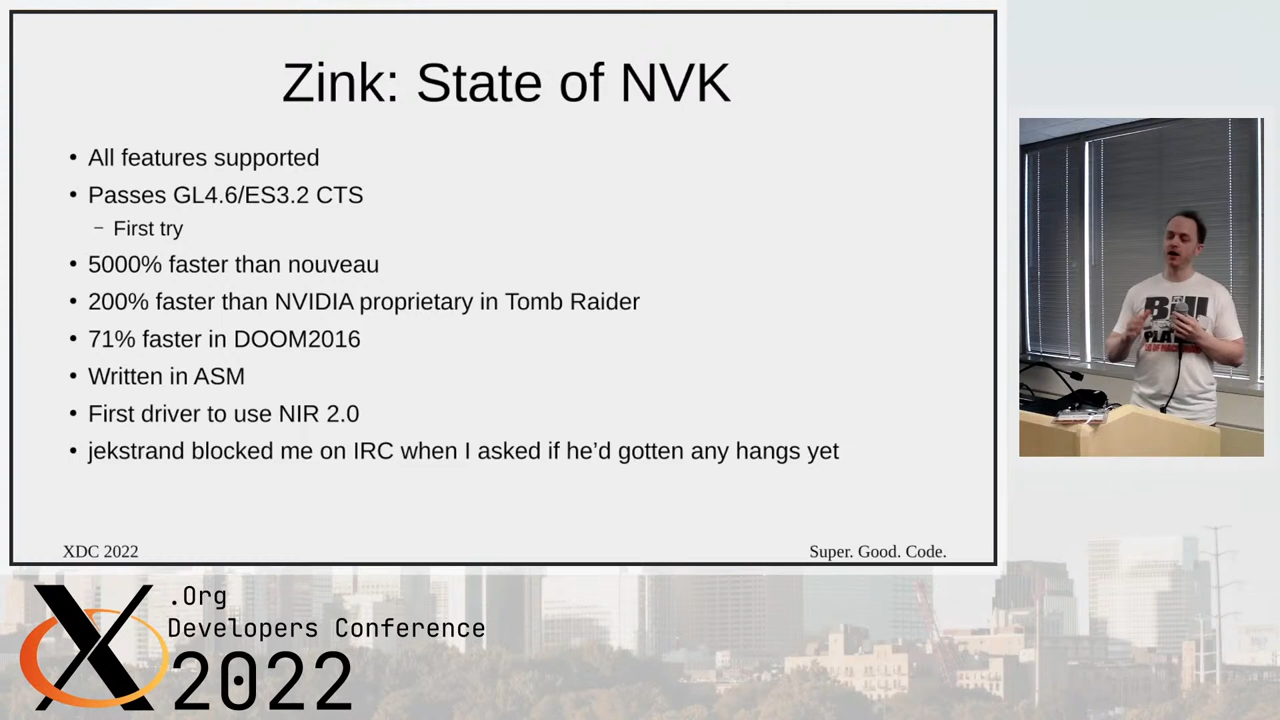 Zink: State of NVK
• All features supported
• Passes GL4.6/ES3.2 CTS
– First try
• 5000% faster than nouveau
• 200% faster than NVIDIA proprietary in Tomb Raider
• 71% faster in DOOM2016
• Written in ASM
• First driver to use NIR 2.0
• jekstrand blocked me on IRC when I asked if he’d gotten any hangs yet
XDC 2022
Super. Good. Code.
Bill
X.Org
Developers Conference
2022